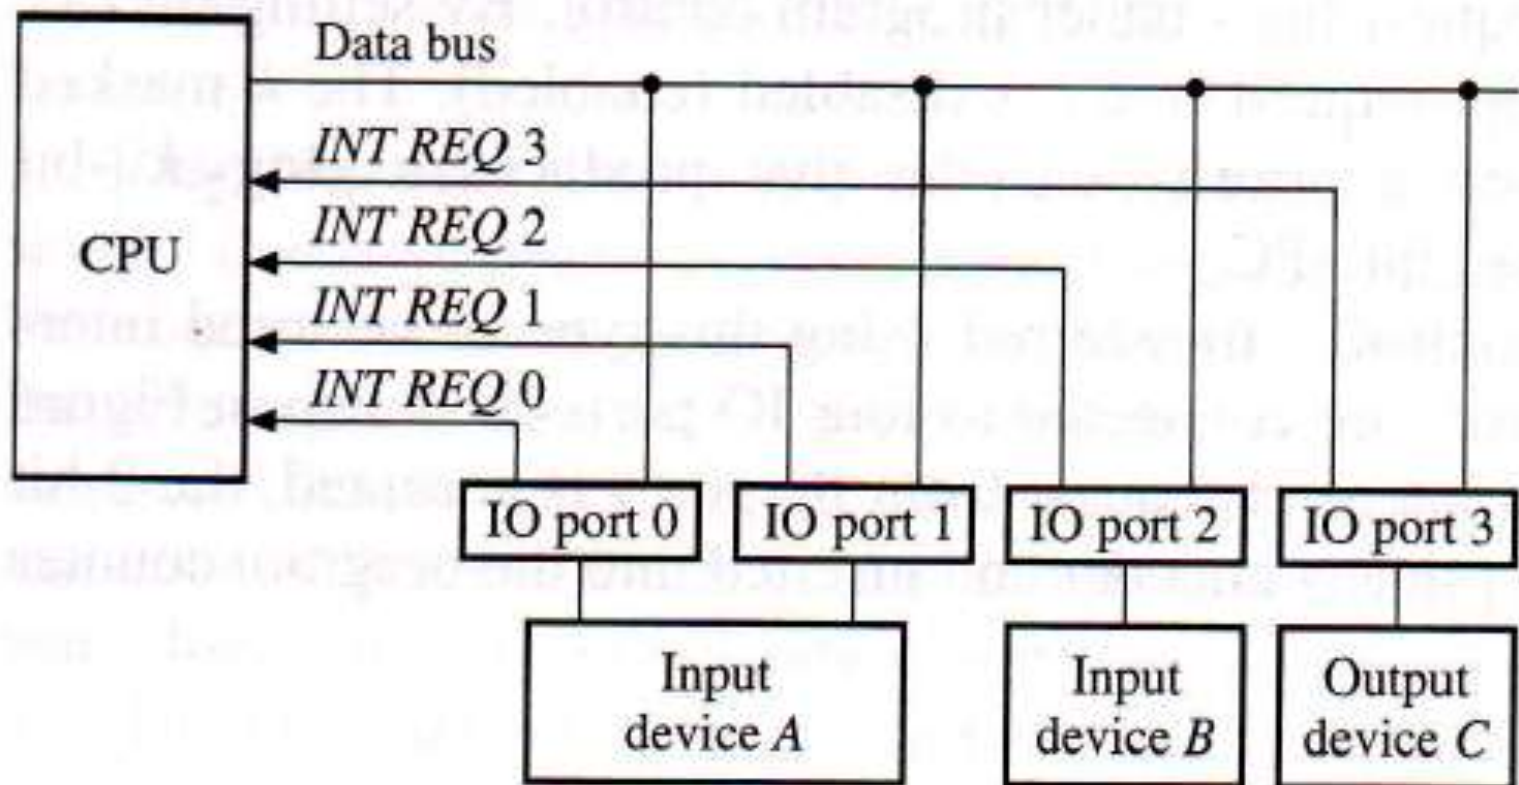 Data bus
INT REQ 3
INT REQ 2
INT REQ 1
INT REQ 0
CPU
IO port 0
IO port 1
IO port 2
IO port 3
Input
device A
Input
device B
Output
device C